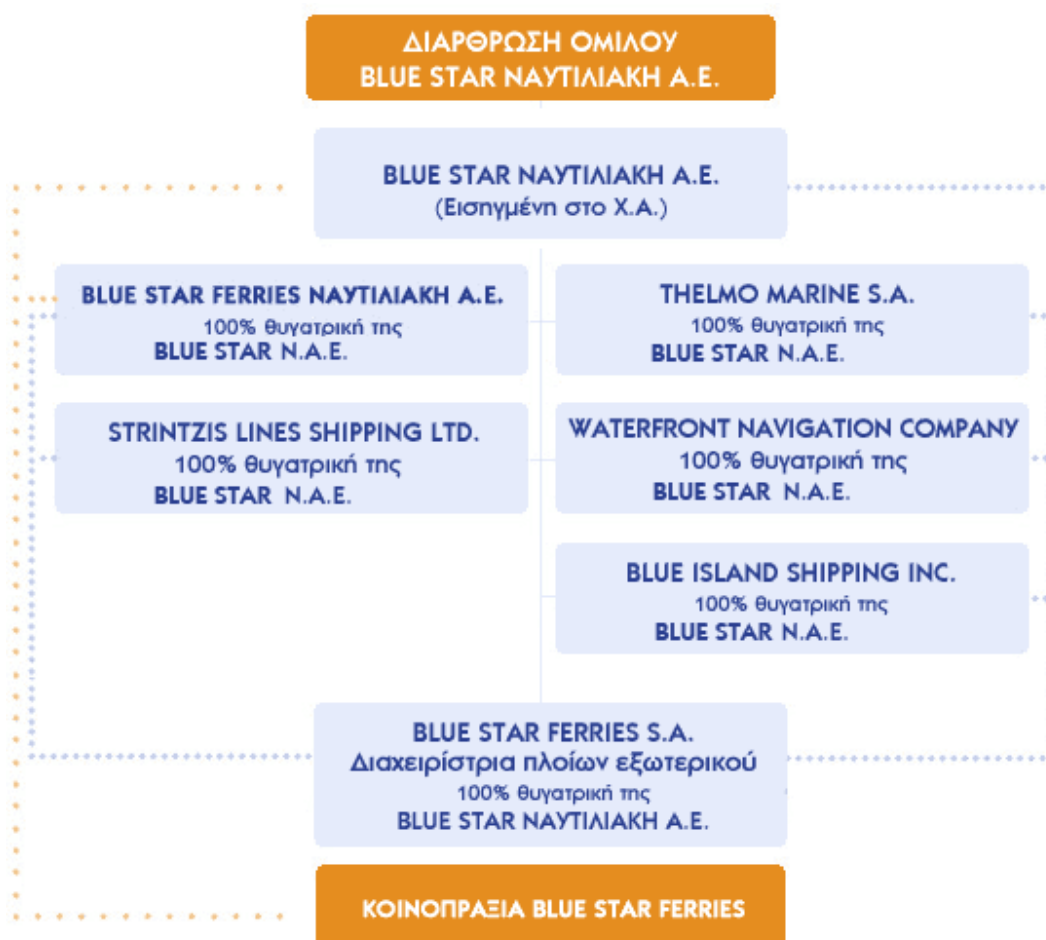 ΔΙΑΡΘΡΩΣΗ ΟΜΙΛΟΥ
BLUE STAR ΝΑΥΤΙΛΙΑΚΗ Α.Ε.
BLUE STAR ΝΑΥΤΙΛΙΑΚΗ Α.Ε.
(Εισηγμένη στο Χ.Α.)
BLUE STAR FERRIES ΝΑΥΤΙΛΙΑΚΗ Α.Ε.
100% θυγατρική της
BLUE STAR Ν.Α.Ε.
THELMO MARINE S.A.
100% θυγατρική της
BLUE STAR Ν.Α.Ε.
STRINTZIS LINES SHIPPING LTD.
100% θυγατρική της
BLUE STAR Ν.Α.Ε.
WATERFRONT NAVIGATION COMPANY
100% θυγατρική της
BLUE STAR Ν.Α.Ε.
BLUE ISLAND SHIPPING INC.
100% θυγατρική της
BLUE STAR Ν.Α.Ε.
BLUE STAR FERRIES S.A.
Διαχειρίστρια πλοίων εξωτερικού
100% θυγατρική της
BLUE STAR ΝΑΥΤΙΛΙΑΚΗ Α.Ε.
ΚΟΙΝΟΠΡΑΞΙΑ BLUE STAR FERRIES